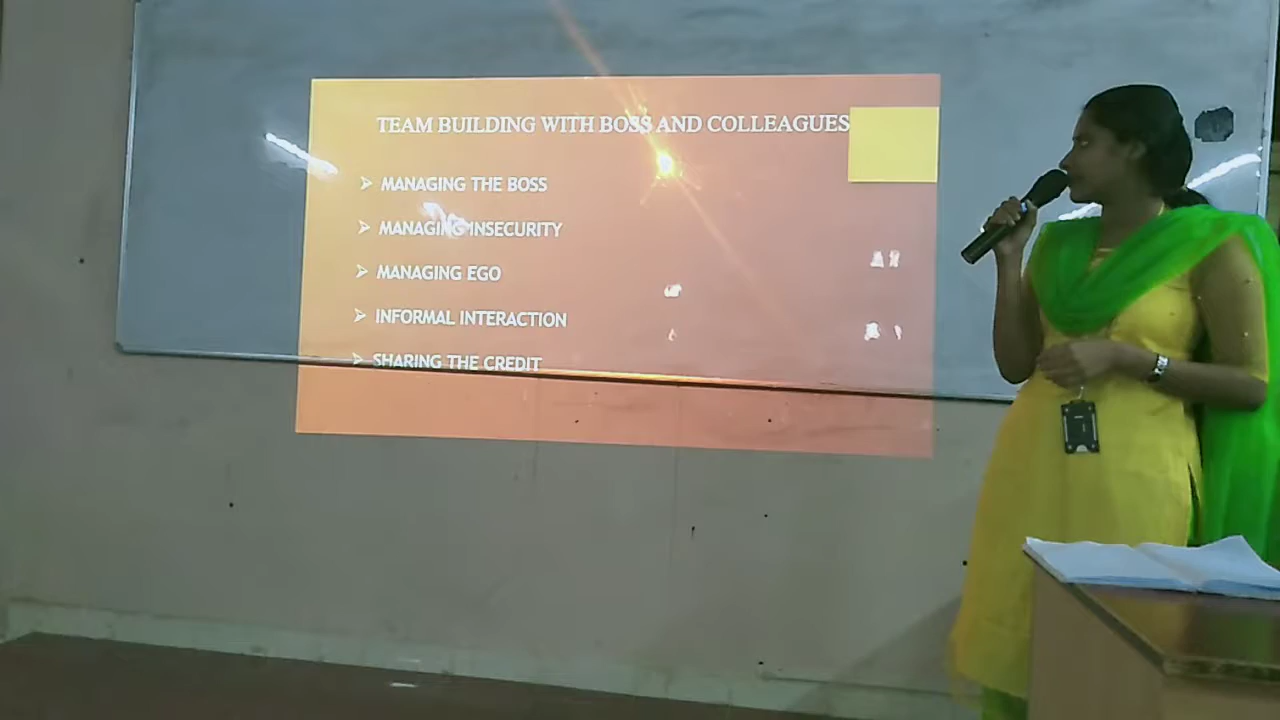 TEAM BUILDING WITH BOSS AND COLLEAGUES
➢ MANAGING THE BOSS
➢ MANAGING INSECURITY
➢ MANAGING EGO
➢ INFORMAL INTERACTION
➢ SHARING THE CREDIT